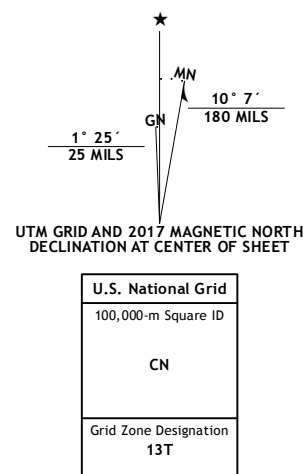 MN
10° 7´
180 MILS
GN
1° 25´
25 MILS
UTM GRID AND 2017 MAGNETIC NORTH
DECLINATION AT CENTER OF SHEET
U.S. National Grid
100,000-m Square ID
CN
Grid Zone Designation
13T